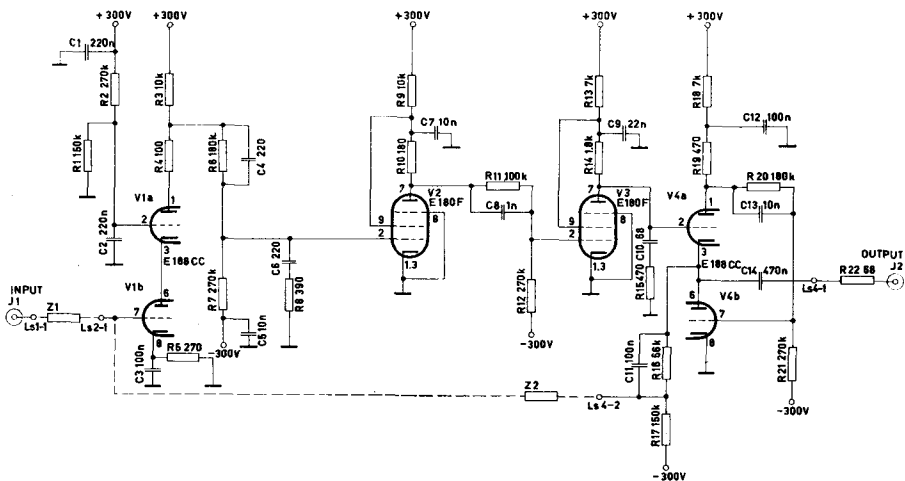 +300V
+300V
+300V
+300V
+300V
C1 220n
R2 270k
R3 10k
R9 10k
R13 7k
R18 7k
C7 10n
C9 22n
C12 100n
R1 150k
R4 100
R6 180k
C4 220
R10 180
R14 1.8k
R19 470
R11 100k
C8 1n
R 20 180k
C13 10n
V1a
1
2
3
E188CC
C2 220n
V2
E180F
7
9
2
8
1.3
V3
E180F
7
9
2
8
1.3
V4a
1
2
3
E188CC
C10 68
R15 470
C6 220
R8 390
R7 270k
C5 10n
-300V
R12 270k
-300V
INPUT
J1
Z1
Ls1-1
Ls2-1
V1b
6
7
8
R5 270
C3 100n
C14 470n
Ls4-1
R22 68
OUTPUT
J2
V4b
6
7
8
C11 100n
R16 56k
R21 270k
-300V
Z2
Ls4-2
R17 150k
-300V